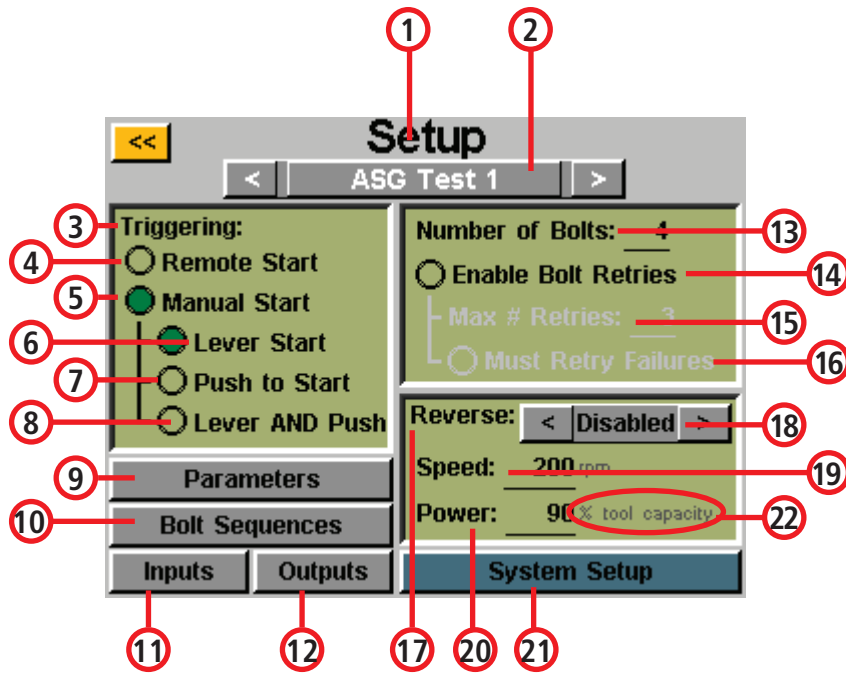 1 2
<< Setup
< ASG Test 1 >
3 Triggering:
4 Remote Start
5 Manual Start
6 Lever Start
7 Push to Start
8 Lever AND Push
9 Parameters
10 Bolt Sequences
Inputs Outputs
11 12
Number of Bolts: 4 13
Enable Bolt Retries 14
Max # Retries: 3 15
Must Retry Failures 16
Reverse: < Disabled > 18
Speed: 200 rpm 19
Power: 90 % tool capacity 22
System Setup
17 20 21